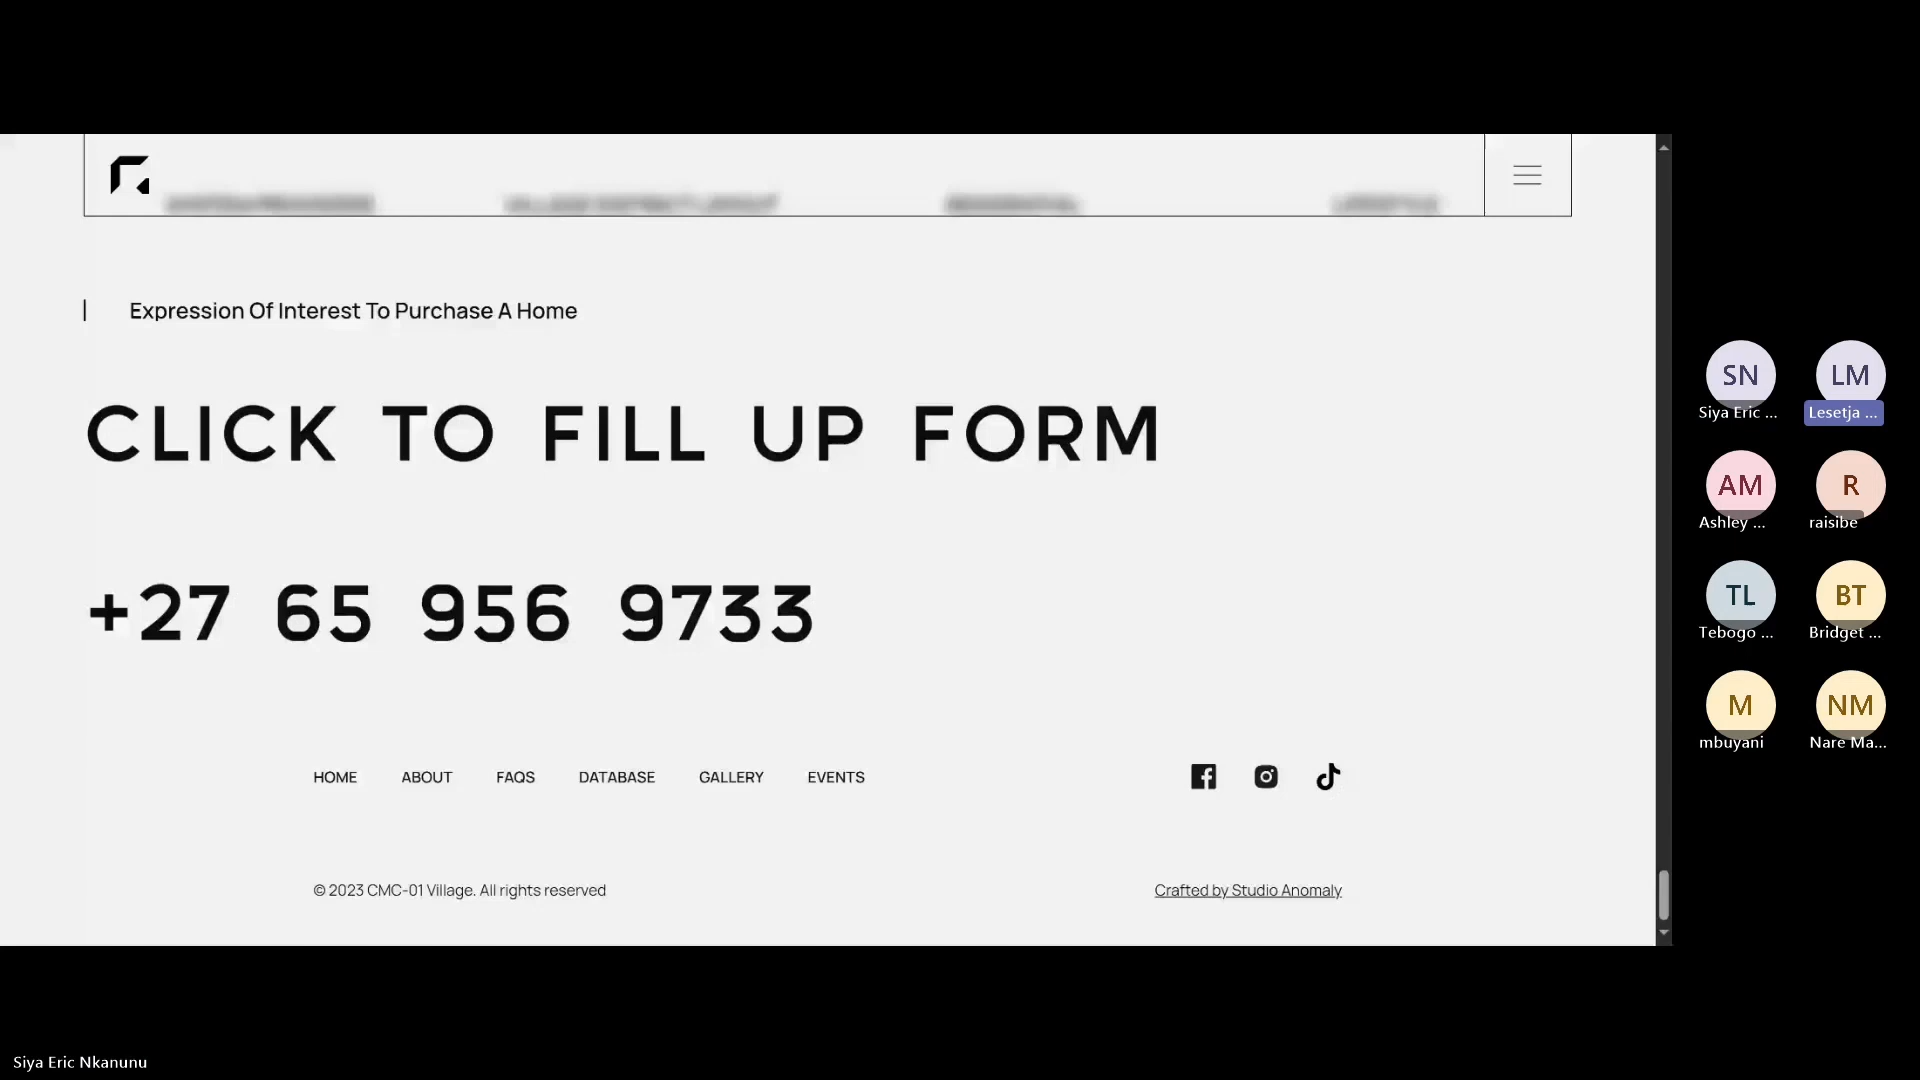 Expression Of Interest To Purchase A Home
CLICK TO FILL UP FORM
+27 65 956 9733
HOME ABOUT FAQS DATABASE GALLERY EVENTS
© 2023 CMC-01 Village. All rights reserved
Crafted by Studio Anomaly
SN
Siya Eric ...
LM
Lesetja ...
AM
Ashley ...
R
raisibe
TL
Tebogo ...
BT
Bridget ...
M
mbuyani
NM
Nare Ma...
Siya Eric Nkanunu